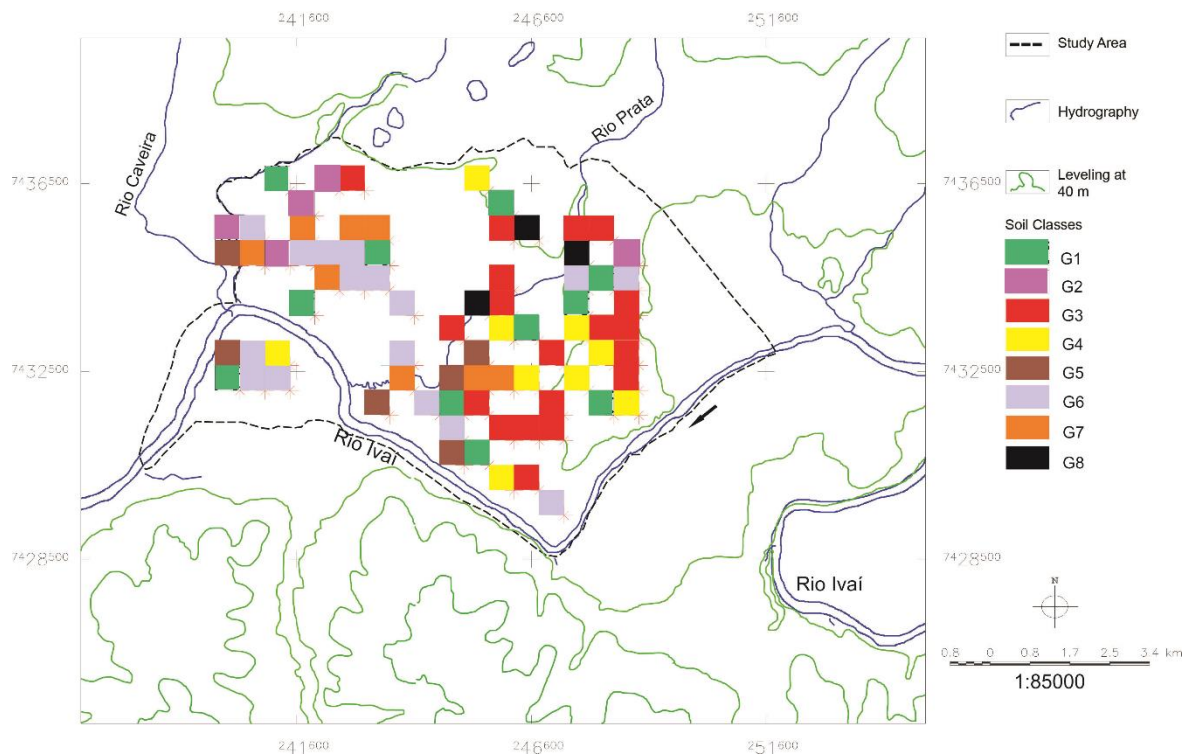 241⁶⁰⁰ 246⁶⁰⁰ 251⁶⁰⁰
Study Area
Hydrography
Leveling at
40 m
Soil Classes
G1
G2
G3
G4
G5
G6
G7
G8
Rio Caveira
Rio Prata
7436⁵⁰⁰ 7436⁵⁰⁰
7432⁵⁰⁰ 7432⁵⁰⁰
Rio Ivaí
7428⁵⁰⁰ 7428⁵⁰⁰
Rio Ivaí
N
0.8 0 0.8 1.7 2.5 3.4 km
1:85000
241⁶⁰⁰ 246⁶⁰⁰ 251⁶⁰⁰